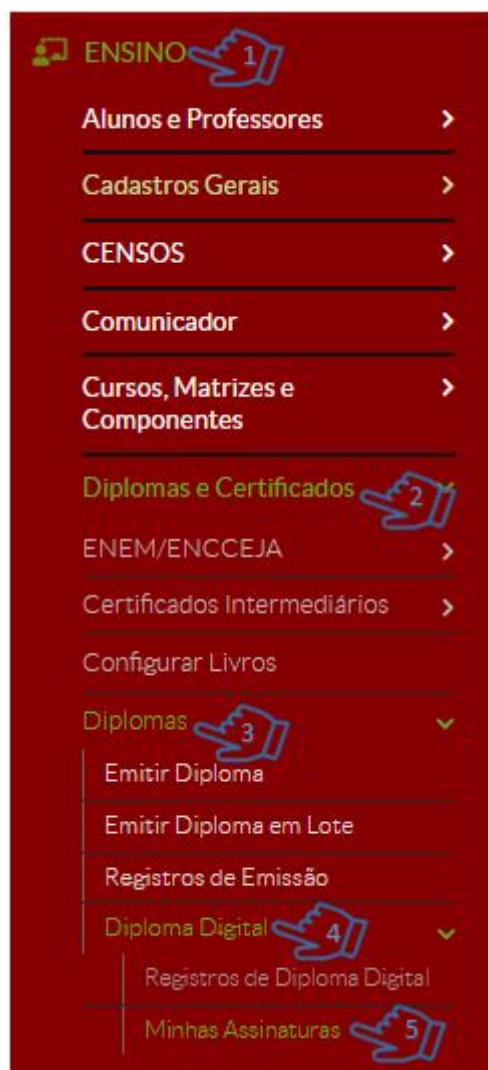 ENSINO 1
Alunos e Professores
Cadastros Gerais
CENSOS
Comunicador
Cursos, Matrizes e
Componentes
Diplomas e Certificados 2
ENEM/ENCCEJA
Certificados Intermediários
Configurar Livros
Diplomas 3
Emitir Diploma
Emitir Diploma em Lote
Registros de Emissão
Diploma Digital 4
Registros de Diploma Digital
Minhas Assinaturas 5